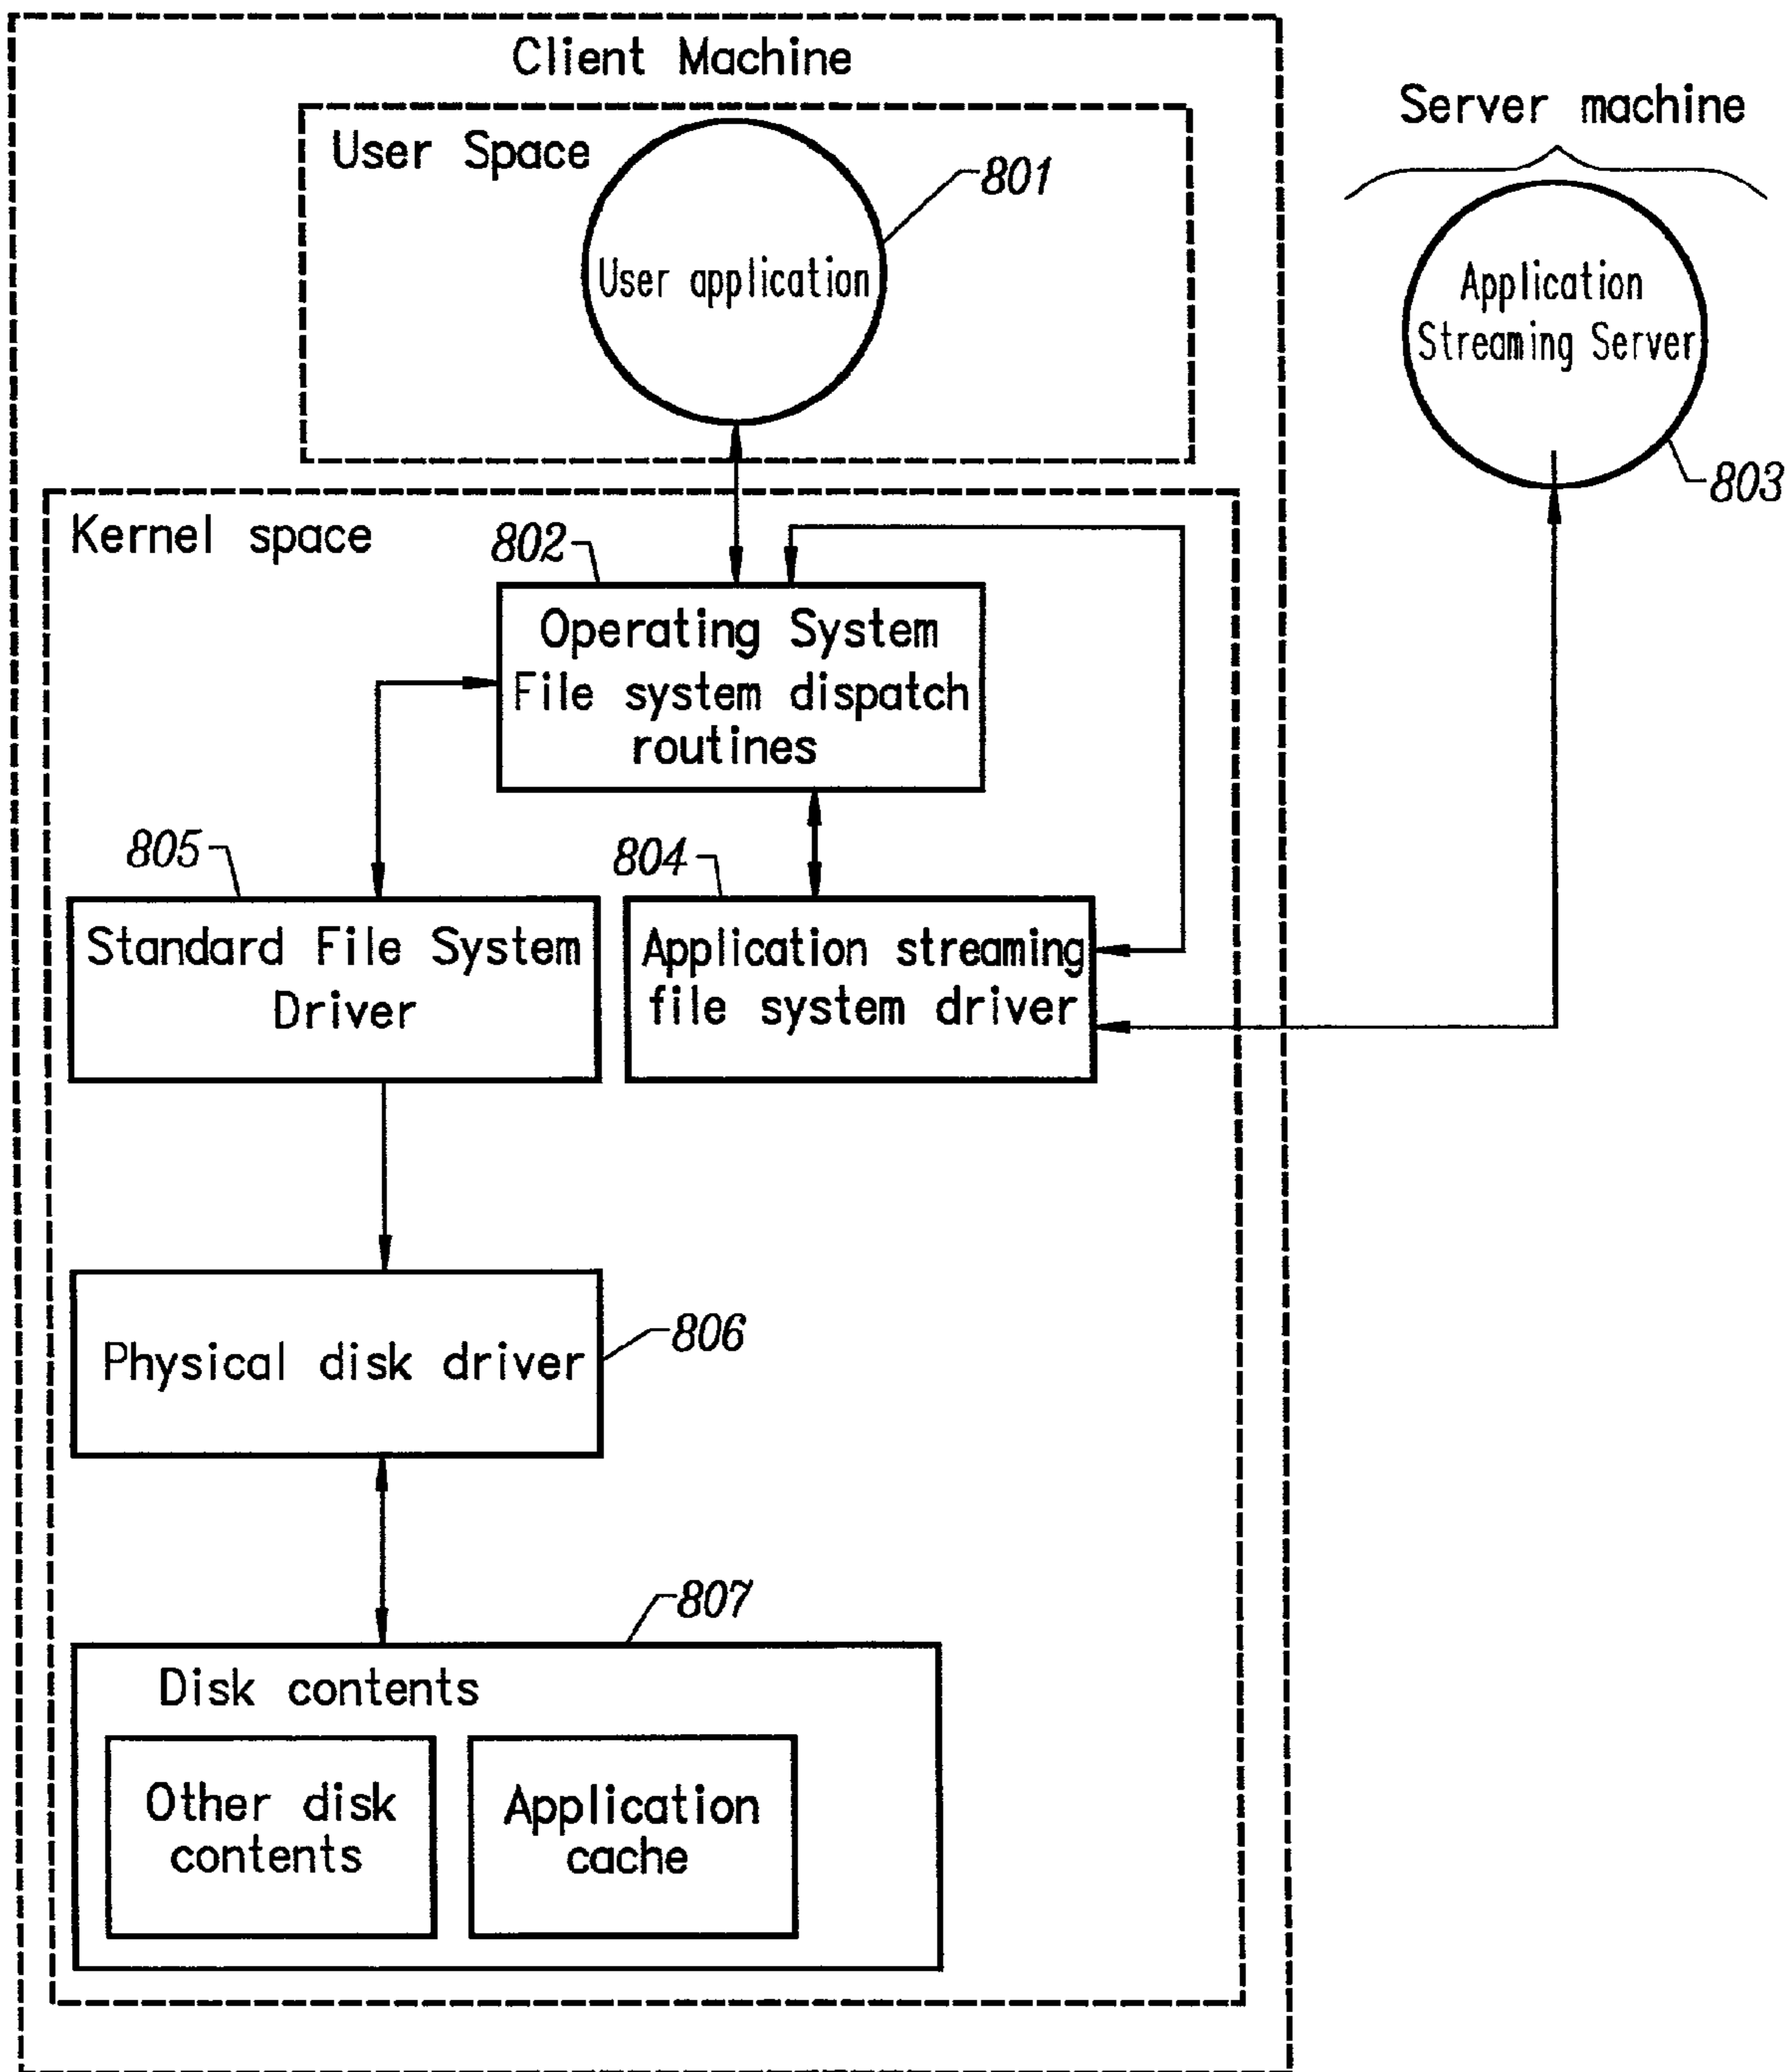 Client Machine
Server machine
User Space
801
User application
Application
Streaming Server
803
Kernel space
802
Operating System
File system dispatch
routines
805
804
Standard File System
Driver
Application streaming
file system driver
Physical disk driver
806
807
Disk contents
Other disk
contents
Application
cache